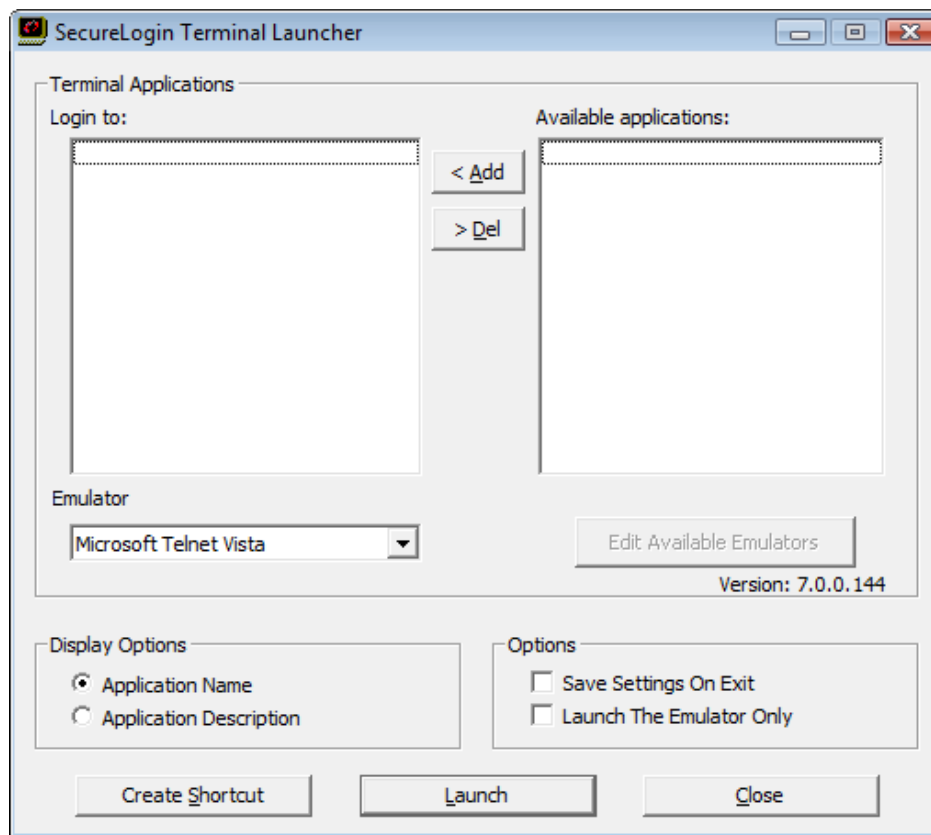 SecureLogin Terminal Launcher
Terminal Applications
Login to:
Available applications:
< Add
> Del
Emulator
Microsoft Telnet Vista
Edit Available Emulators
Version: 7.0.0.144
Display Options
Application Name
Application Description
Options
Save Settings On Exit
Launch The Emulator Only
Create Shortcut
Launch
Close